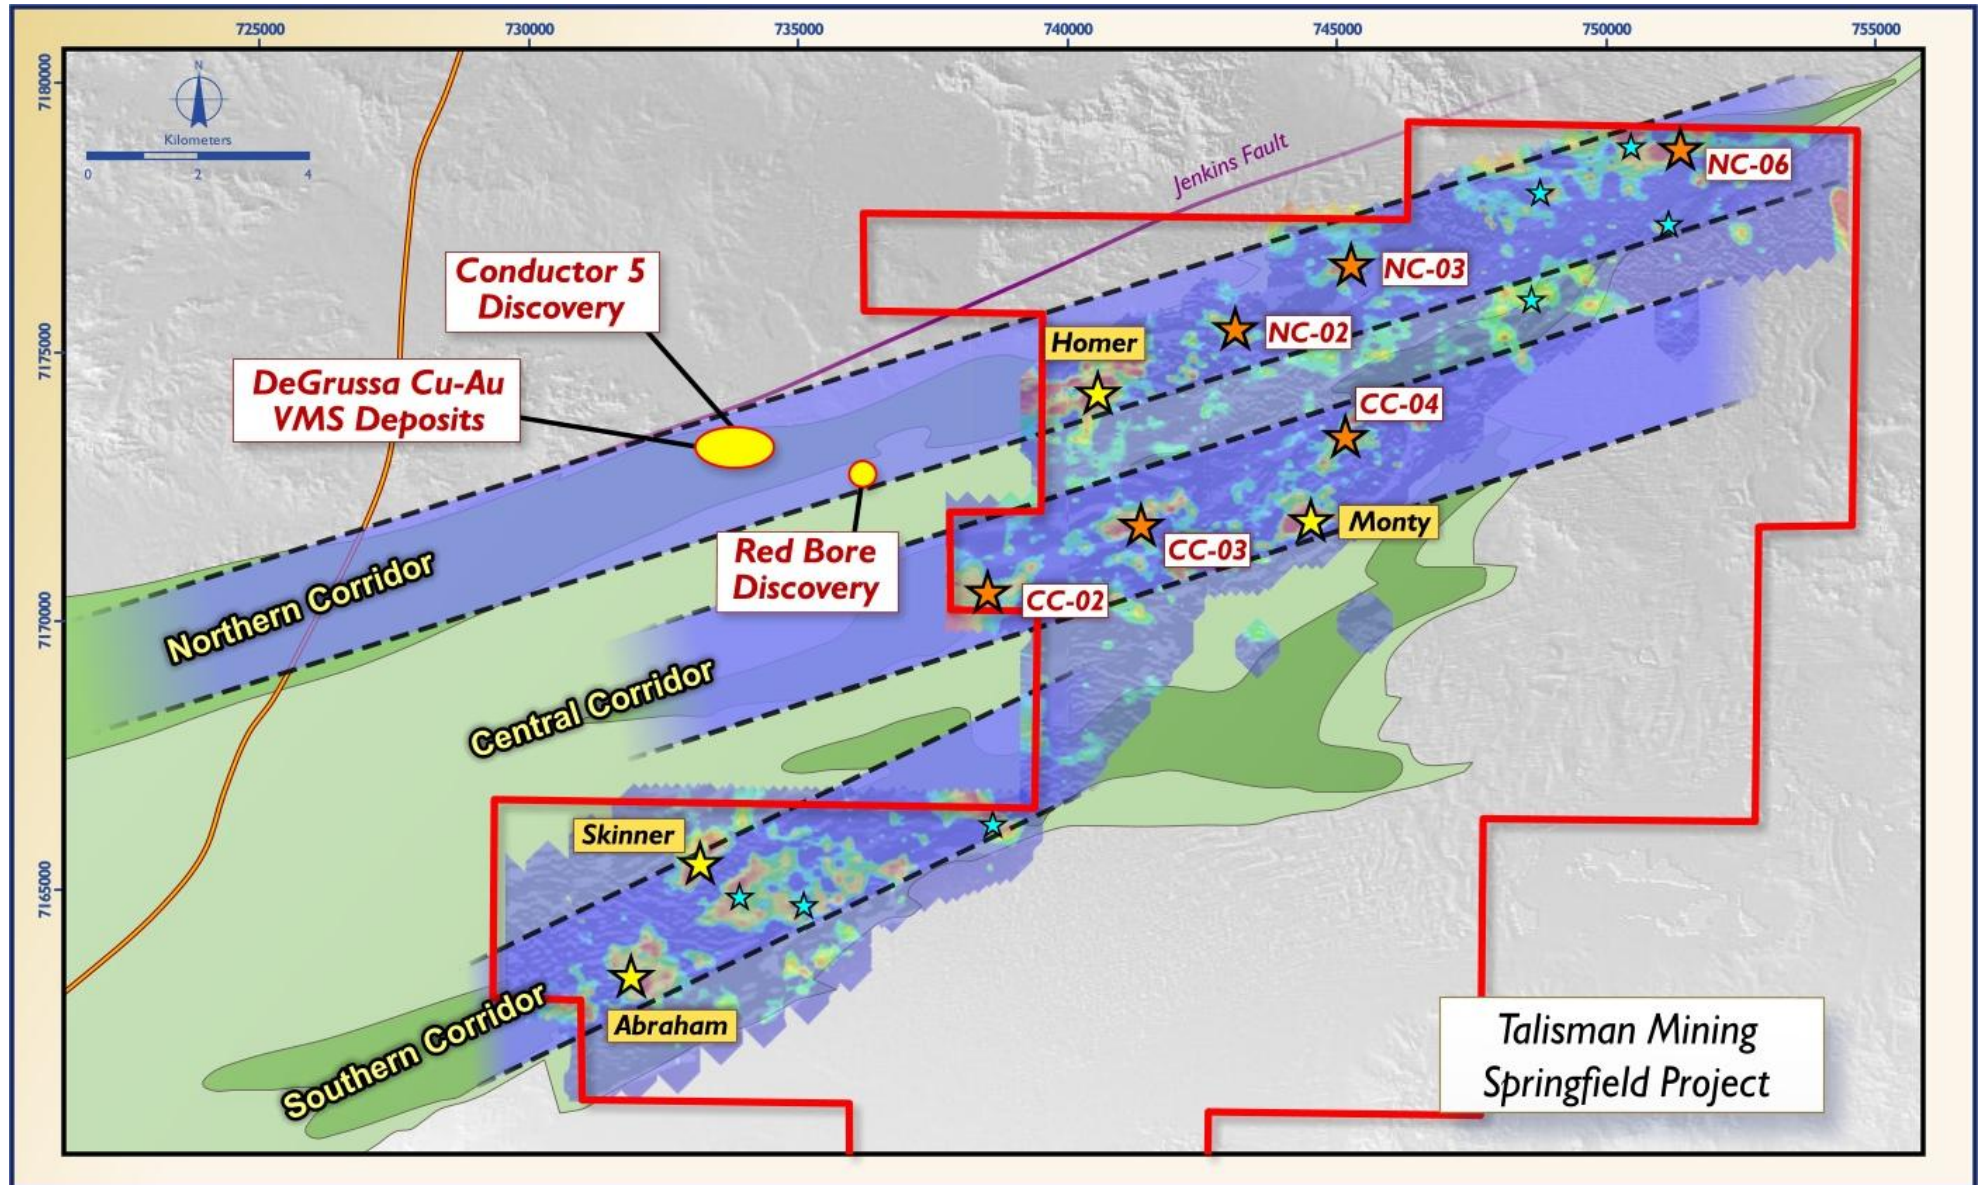 725000
730000
735000
740000
745000
750000
755000
7180000
7175000
7170000
7165000
N
Kilometers
0
2
4
Jenkins Fault
NC-06
Conductor 5
Discovery
NC-03
NC-02
Homer
DeGrussa Cu-Au
VMS Deposits
CC-04
Monty
Red Bore
Discovery
CC-03
CC-02
Northern Corridor
Central Corridor
Skinner
Abraham
Southern Corridor
Talisman Mining
Springfield Project